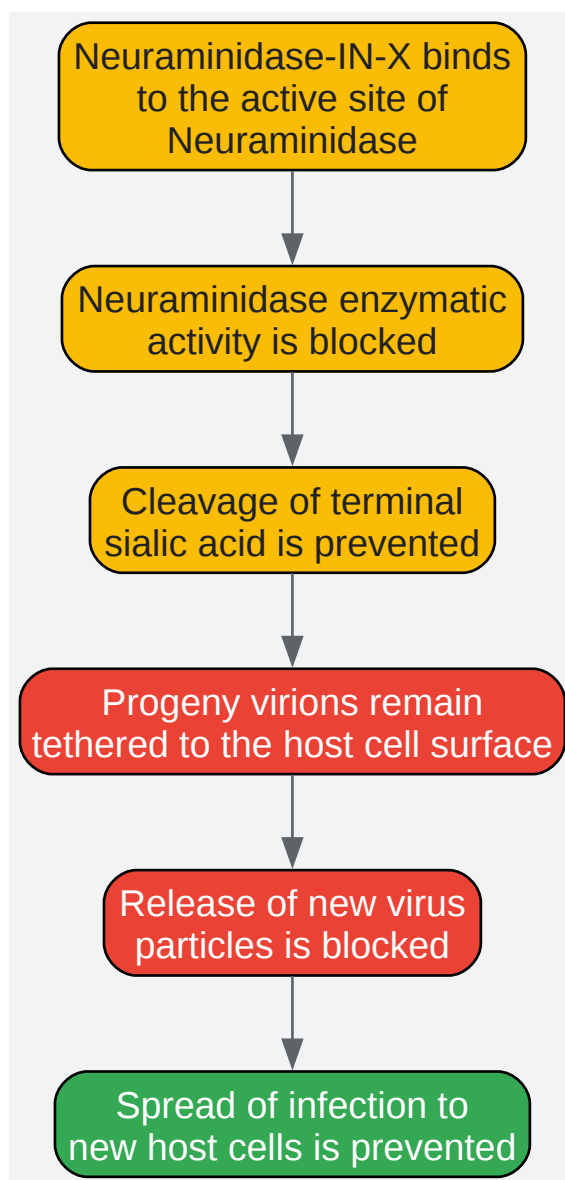 Neuraminidase-IN-X binds
to the active site of
Neuraminidase
Neuraminidase enzymatic
activity is blocked
Cleavage of terminal
sialic acid is prevented
Progeny virions remain
tethered to the host cell surface
Release of new virus
particles is blocked
Spread of infection to
new host cells is prevented